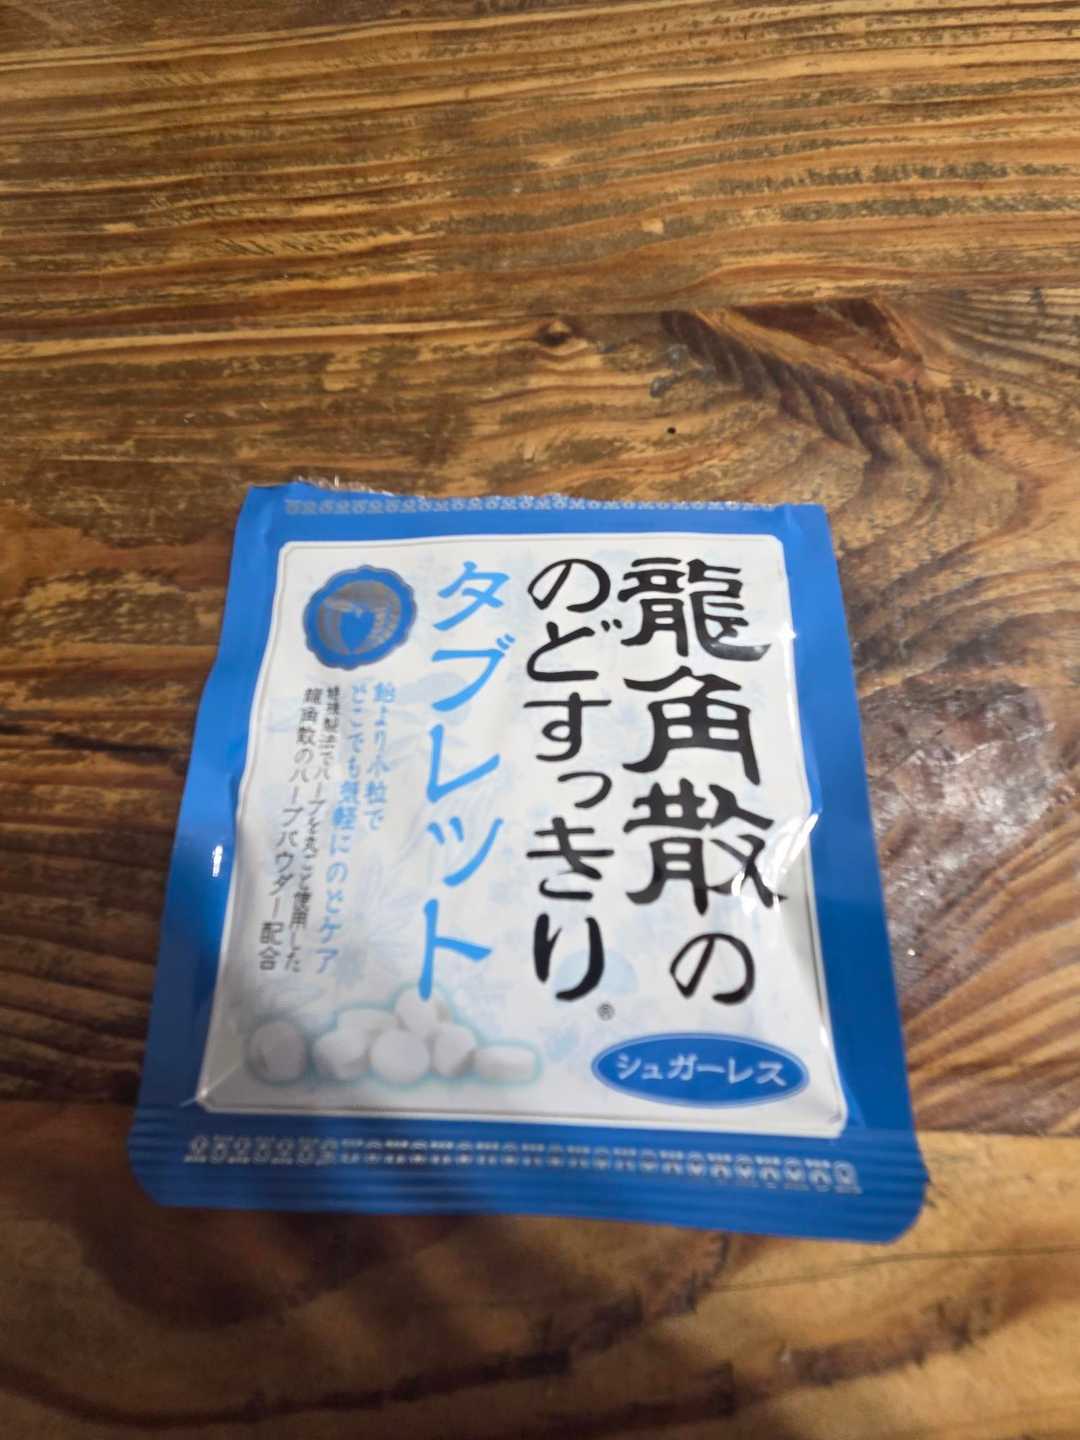 龍角散の
のどすっきり®
タブレット
飴より小粒で
どこでも気軽にのどケア
特殊製法でハーブを丸ごと使用した
龍角散のハーブパウダー配合
シュガーレス